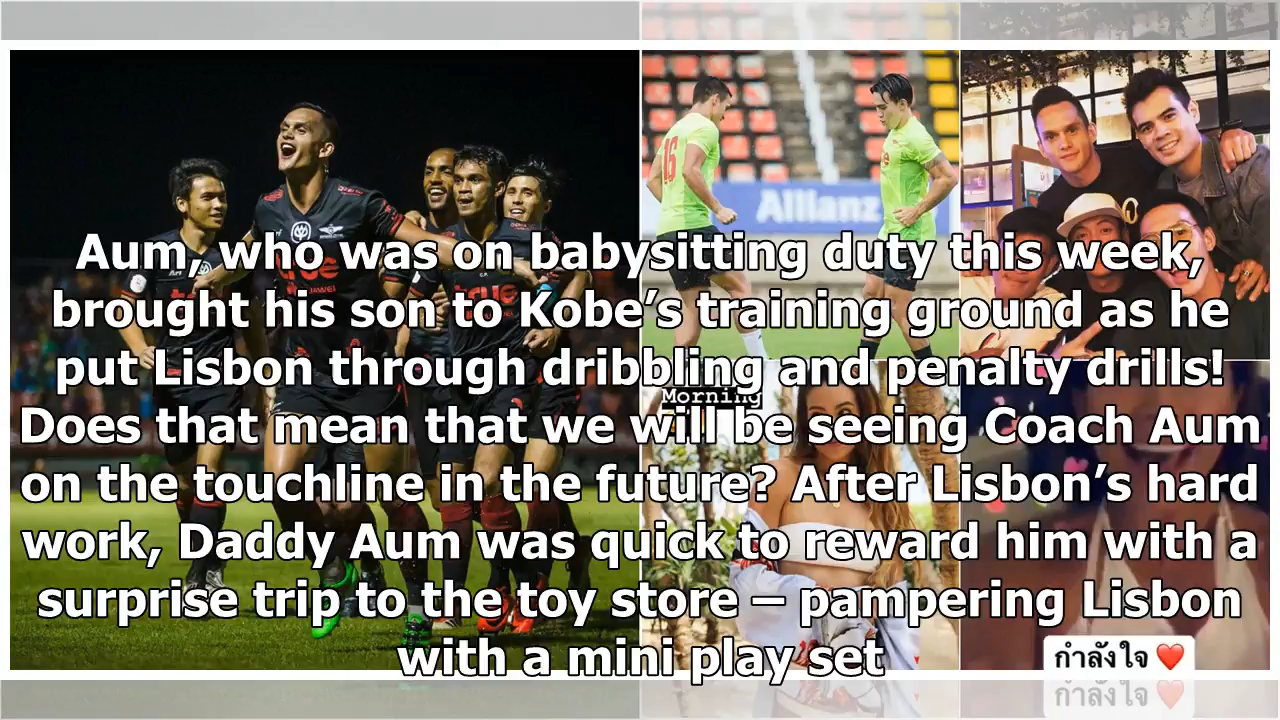 Aum, who was on babysitting duty this week,
brought his son to Kobe’s training ground as he
put Lisbon through dribbling and penalty drills!
Does that mean that we will be seeing Coach Aum
on the touchline in the future? After Lisbon’s hard
work, Daddy Aum was quick to reward him with a
surprise trip to the toy store – pampering Lisbon
with a mini play set
16
true
Allianz
true
true
Morning
กำลังใจ ❤️
กำลังใจ ❤️